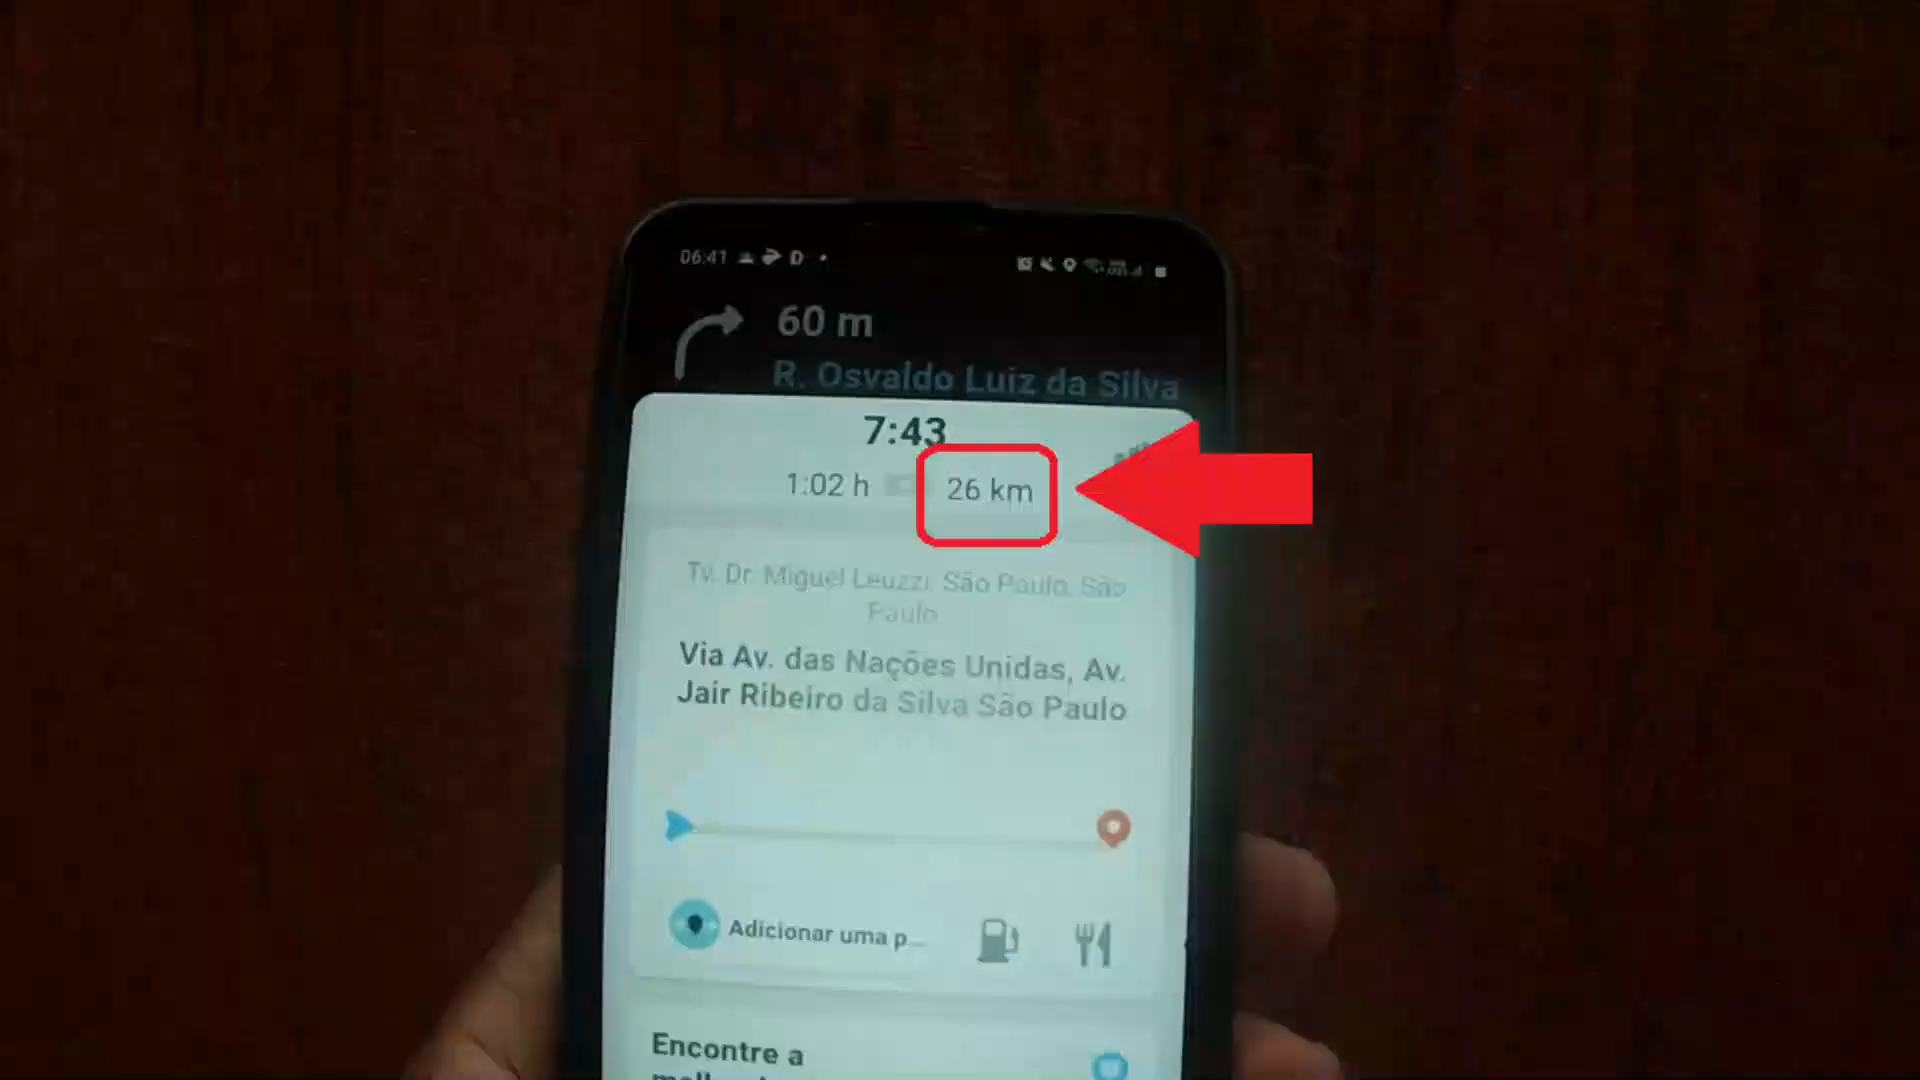 06:41
60 m
R. Osvaldo Luiz da Silva
7:43
1:02 h 26 km
Tv. Dr. Miguel Leuzzi, São Paulo, São
Paulo
Via Av. das Nações Unidas, Av.
Jair Ribeiro da Silva São Paulo
Adicionar uma p...
Encontre a